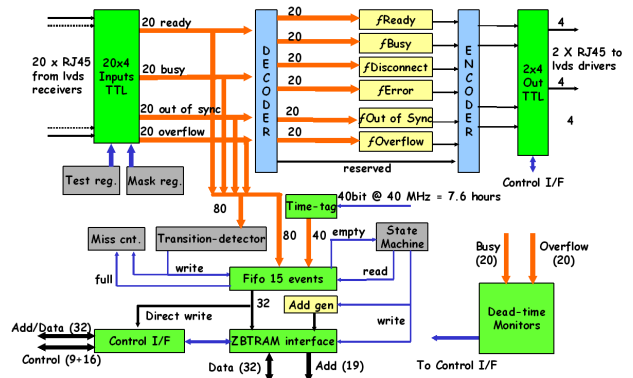 20 x RJ45
from lvds
receivers
20x4
Inputs
TTL
20 ready
20 busy
20 out of sync
20 overflow
Test reg.
Mask reg.
DECODER
20
20
20
20
20
20
ƒReady
ƒBusy
ƒDisconnect
ƒError
ƒOut of Sync
ƒOverflow
reserved
ENCODER
2x4
Out
TTL
4
2 X RJ45 to
lvds drivers
4
4
Control I/F
80
80
40
Time-tag
40bit @ 40 MHz = 7.6 hours
Miss cnt.
Transition-detector
empty
State
Machine
full
write
Fifo 15 events
read
32
Direct write
Add gen
write
Add/Data (32)
Control (9+16)
Control I/F
ZBTRAM interface
Data (32)
Add (19)
Busy
(20)
Overflow
(20)
Dead-time
Monitors
To Control I/F